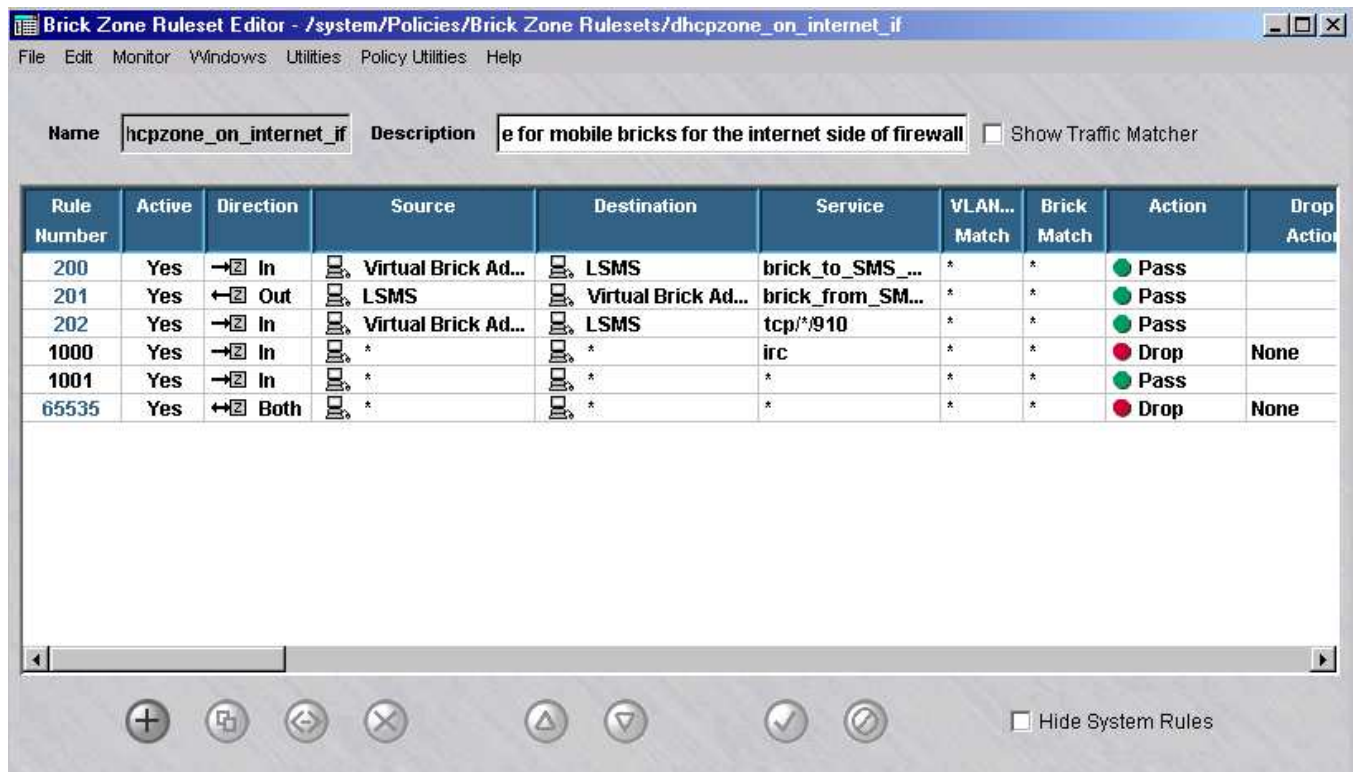 Brick Zone Ruleset Editor - /system/Policies/Brick Zone Rulesets/dhcpzone_on_internet_if
File Edit Monitor Windows Utilities Policy Utilities Help
Name hcpzone_on_internet_if Description e for mobile bricks for the internet side of firewall Show Traffic Matcher
Rule Number Active Direction Source Destination Service VLAN... Match Brick Match Action Drop Action
200 Yes Z In Virtual Brick Ad... LSMS brick_to_SMS_... * * Pass
201 Yes Z Out LSMS Virtual Brick Ad... brick_from_SM... * * Pass
202 Yes Z In Virtual Brick Ad... LSMS tcp/*/910 * * Pass
1000 Yes Z In * * irc * * Drop None
1001 Yes Z In * * * * * Pass
65535 Yes Z Both * * * * * Drop None
Hide System Rules